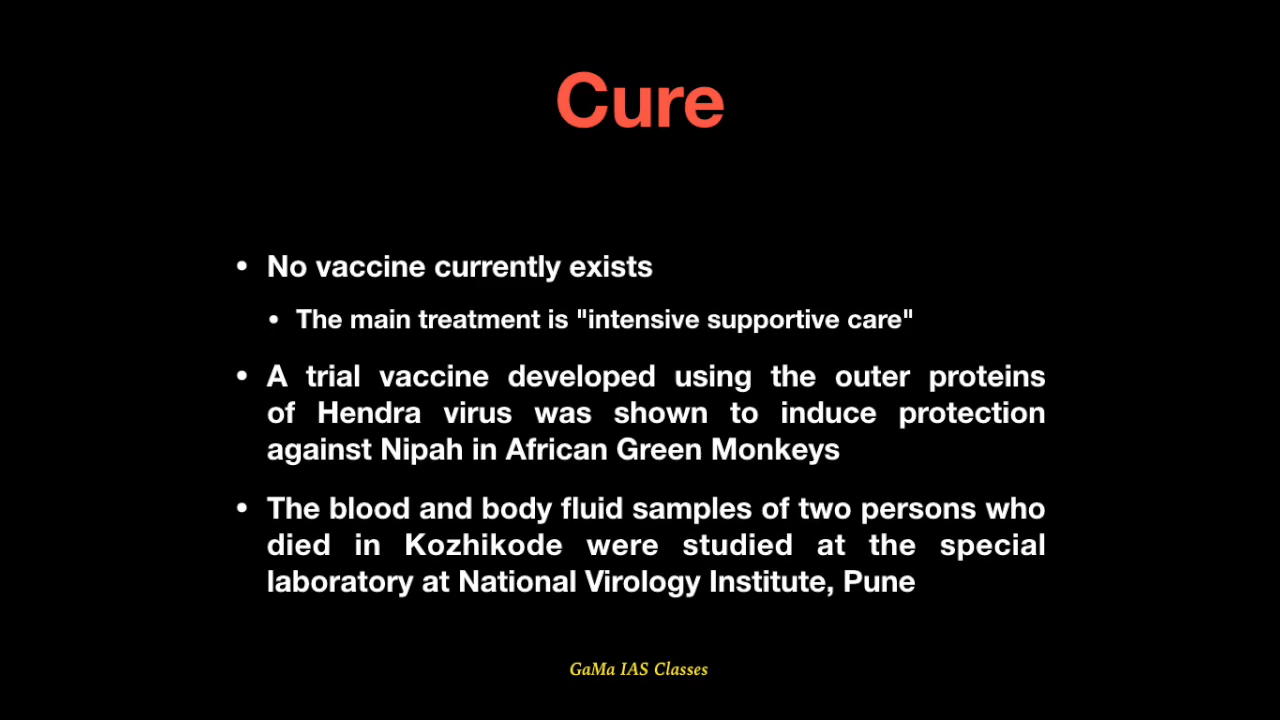 Cure
• No vaccine currently exists
• The main treatment is "intensive supportive care"
• A trial vaccine developed using the outer proteins
of Hendra virus was shown to induce protection
against Nipah in African Green Monkeys
• The blood and body fluid samples of two persons who
died in Kozhikode were studied at the special
laboratory at National Virology Institute, Pune
GaMa IAS Classes